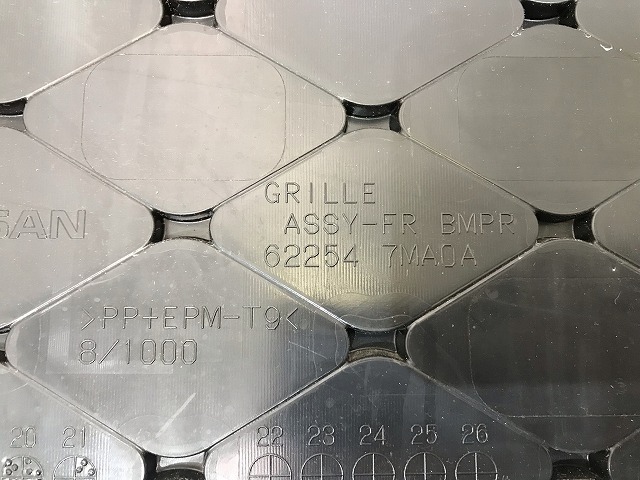 GRILLE
ASSY-FR BMPR
62254 7MA0A
SAN
>PP+EPM-T9<
8/1000
20 21 22 23 24 25 26